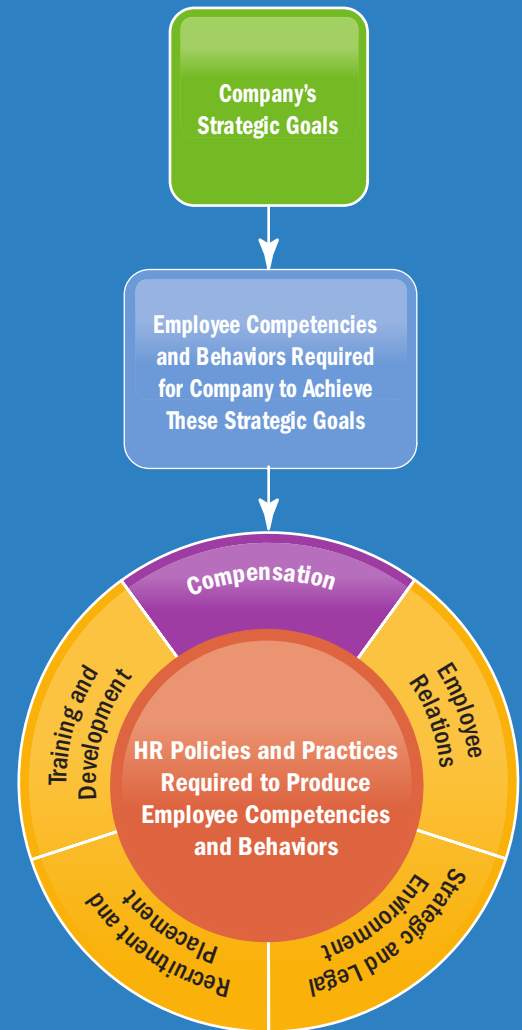 Company’s
Strategic Goals
Employee Competencies
and Behaviors Required
for Company to Achieve
These Strategic Goals
Compensation
Employee
Relations
Strategic and Legal
Environment
Recruitment and
Placement
Training and
Development
HR Policies and Practices
Required to Produce
Employee Competencies
and Behaviors